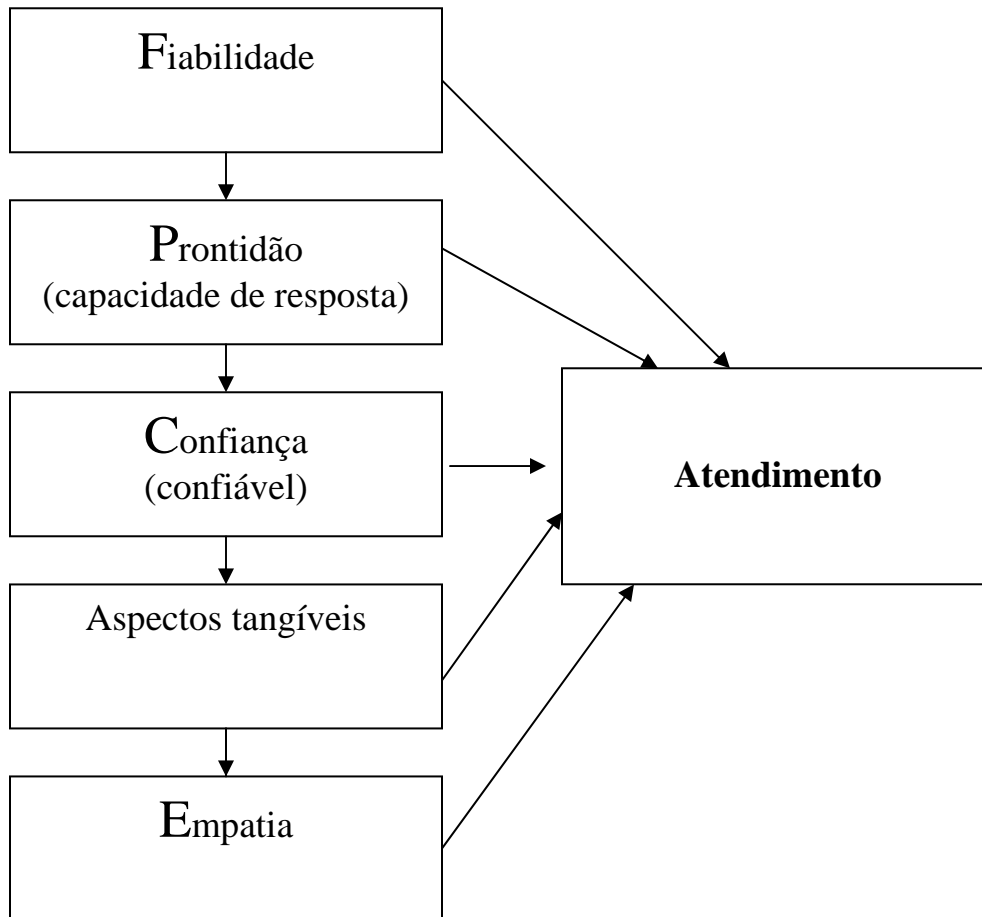 Fiabilidade
Prontidão
(capacidade de resposta)
Confiança
(confiável)
Atendimento
Aspectos tangíveis
Empatia